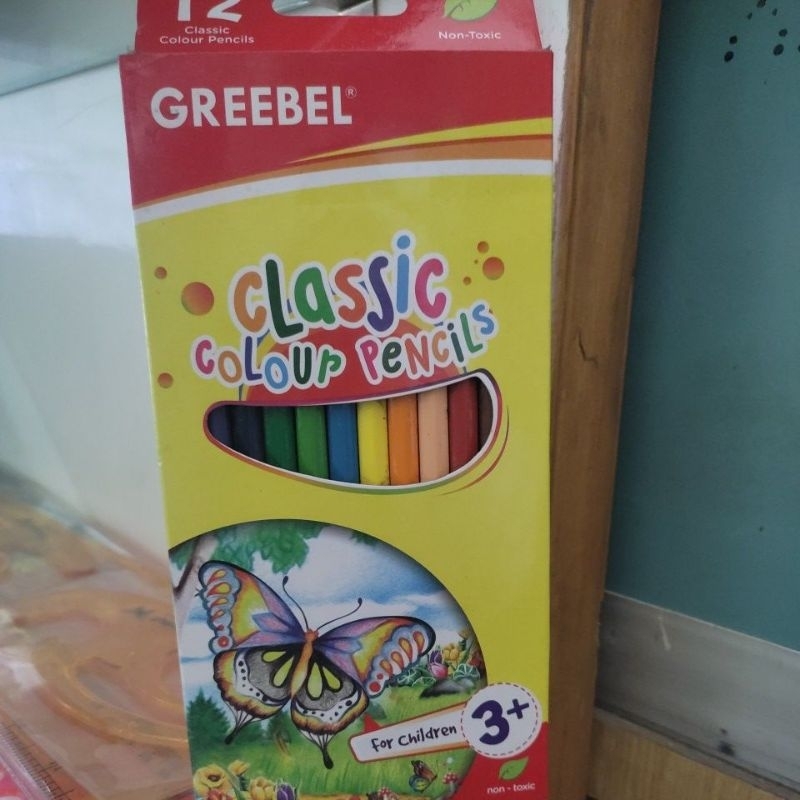 12
Classic
Colour Pencils
Non-Toxic
GREEBEL®
CLASSIC
COLOUR PENCILS
For Children 3+
non - toxic